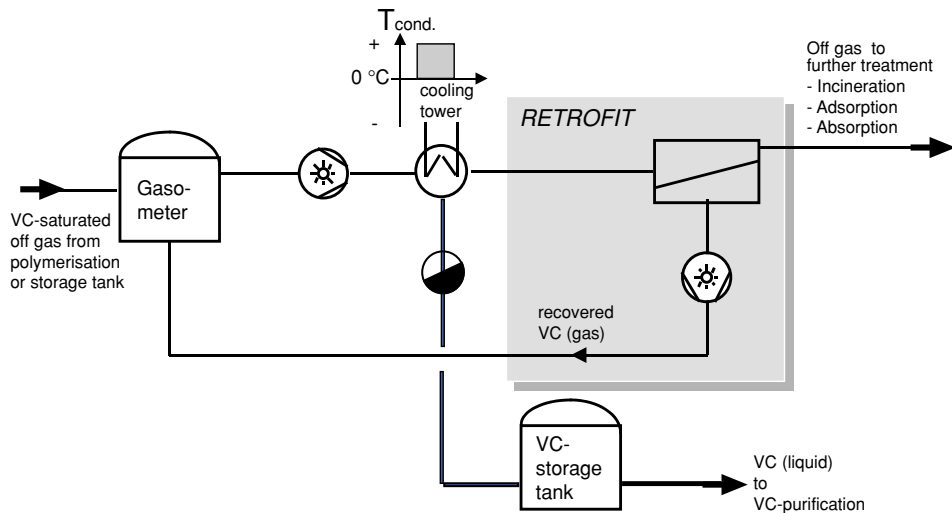 Tcond.
+
0 °C
-
cooling
tower
RETROFIT
Off gas to
further treatment
- Incineration
- Adsorption
- Absorption
Gaso-
meter
VC-saturated
off gas from
polymerisation
or storage tank
recovered
VC (gas)
VC-
storage
tank
VC (liquid)
to
VC-purification